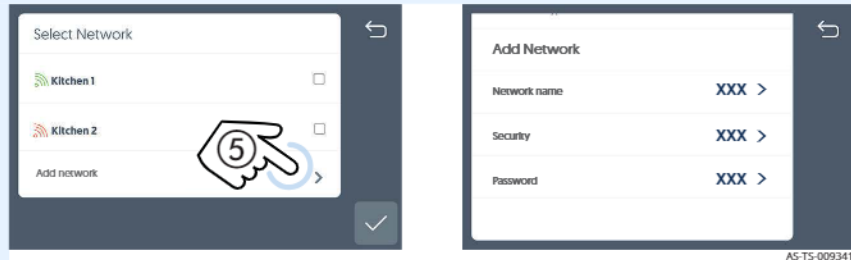 Select Network
Kitchen 1
Kitchen 2
5
Add network
Add Network
Network name XXX >
Security XXX >
Password XXX >
AS-TS-009341